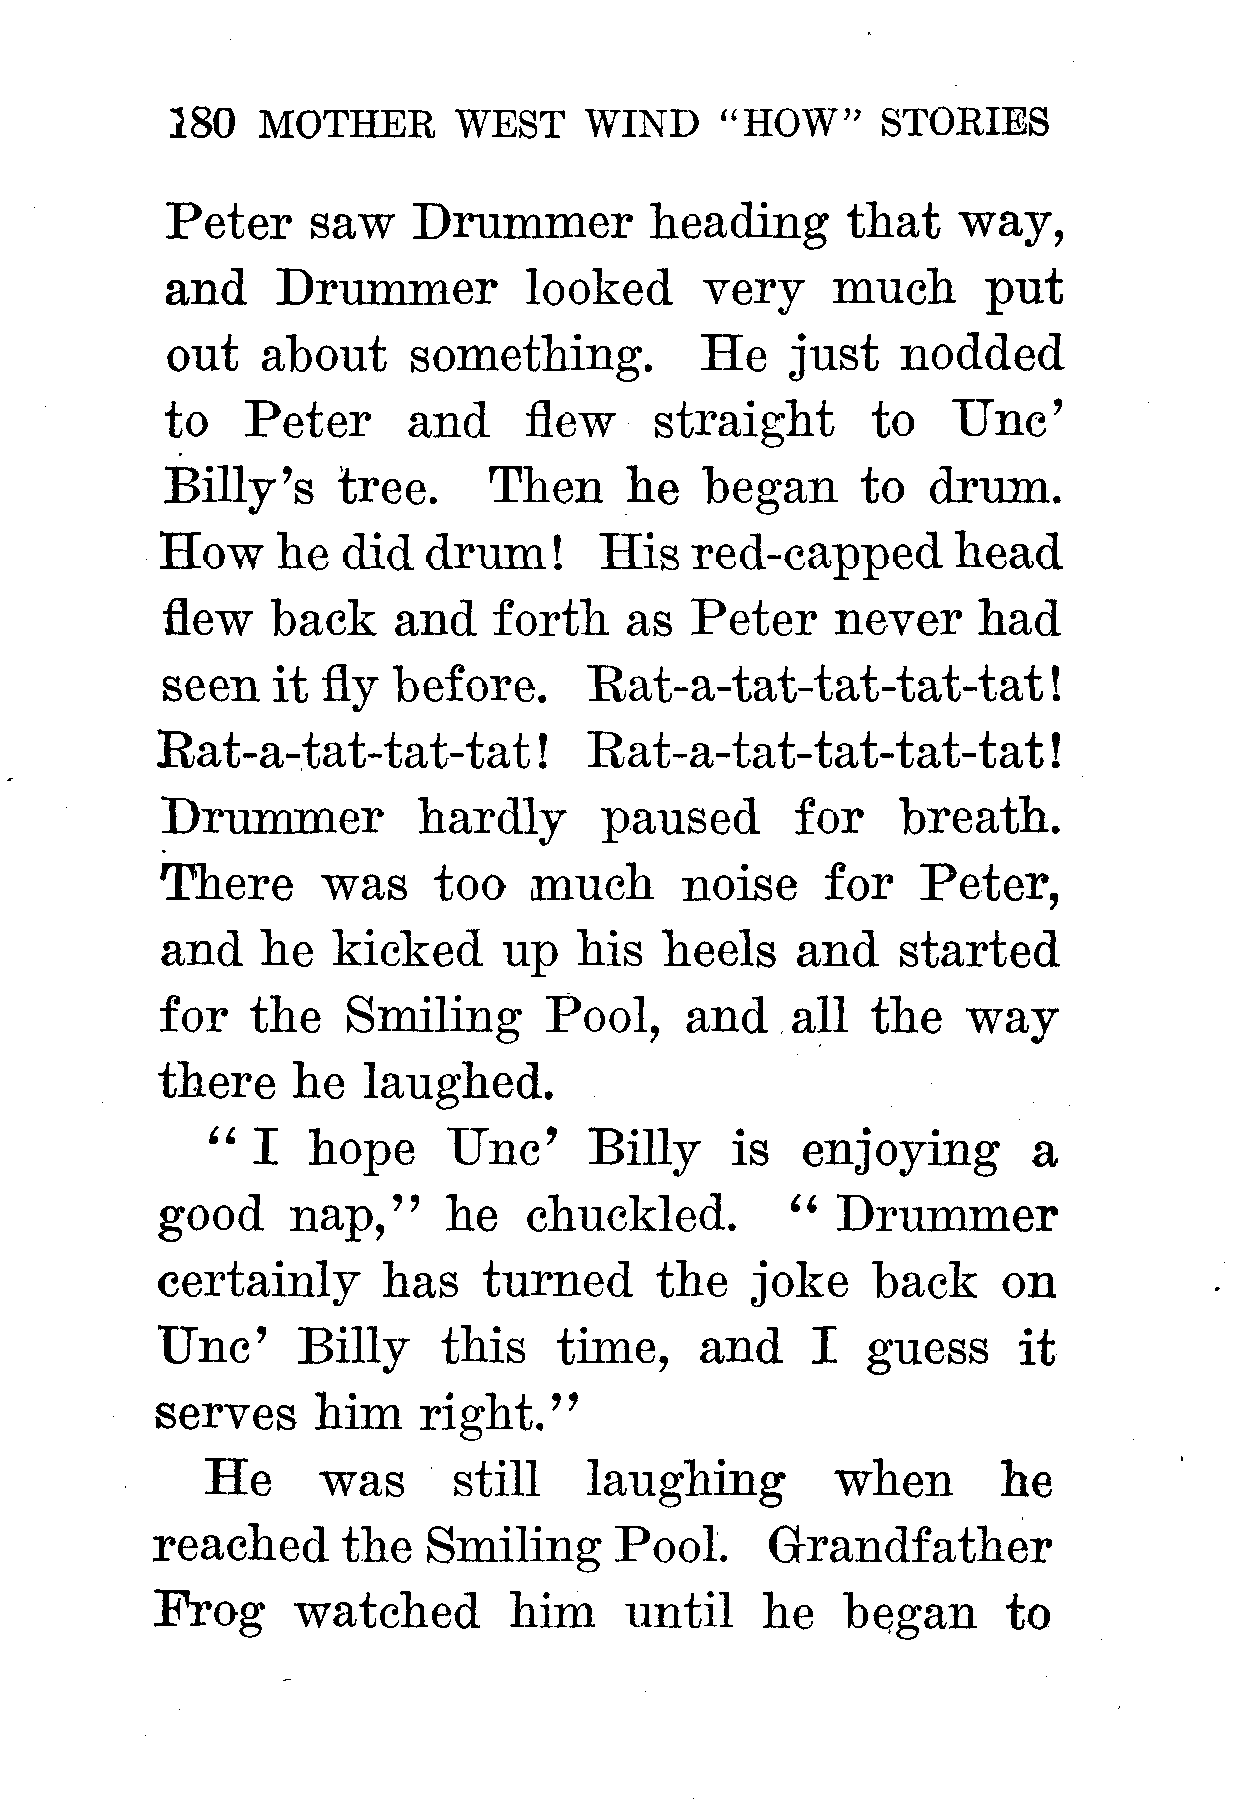 180 MOTHER WEST WIND "HOW" STORIES
Peter saw Drummer heading that way,
and Drummer looked very much put
out about something. He just nodded
to Peter and flew straight to Unc'
Billy's tree. Then he began to drum.
How he did drum! His red-capped head
flew back and forth as Peter never had
seen it fly before. Rat-a-tat-tat-tat-tat!
Rat-a-tat-tat-tat! Rat-a-tat-tat-tat-tat!
Drummer hardly paused for breath.
There was too much noise for Peter,
and he kicked up his heels and started
for the Smiling Pool, and all the way
there he laughed.
"I hope Unc' Billy is enjoying a
good nap," he chuckled. "Drummer
certainly has turned the joke back on
Unc' Billy this time, and I guess it
serves him right."
He was still laughing when he
reached the Smiling Pool. Grandfather
Frog watched him until he began to